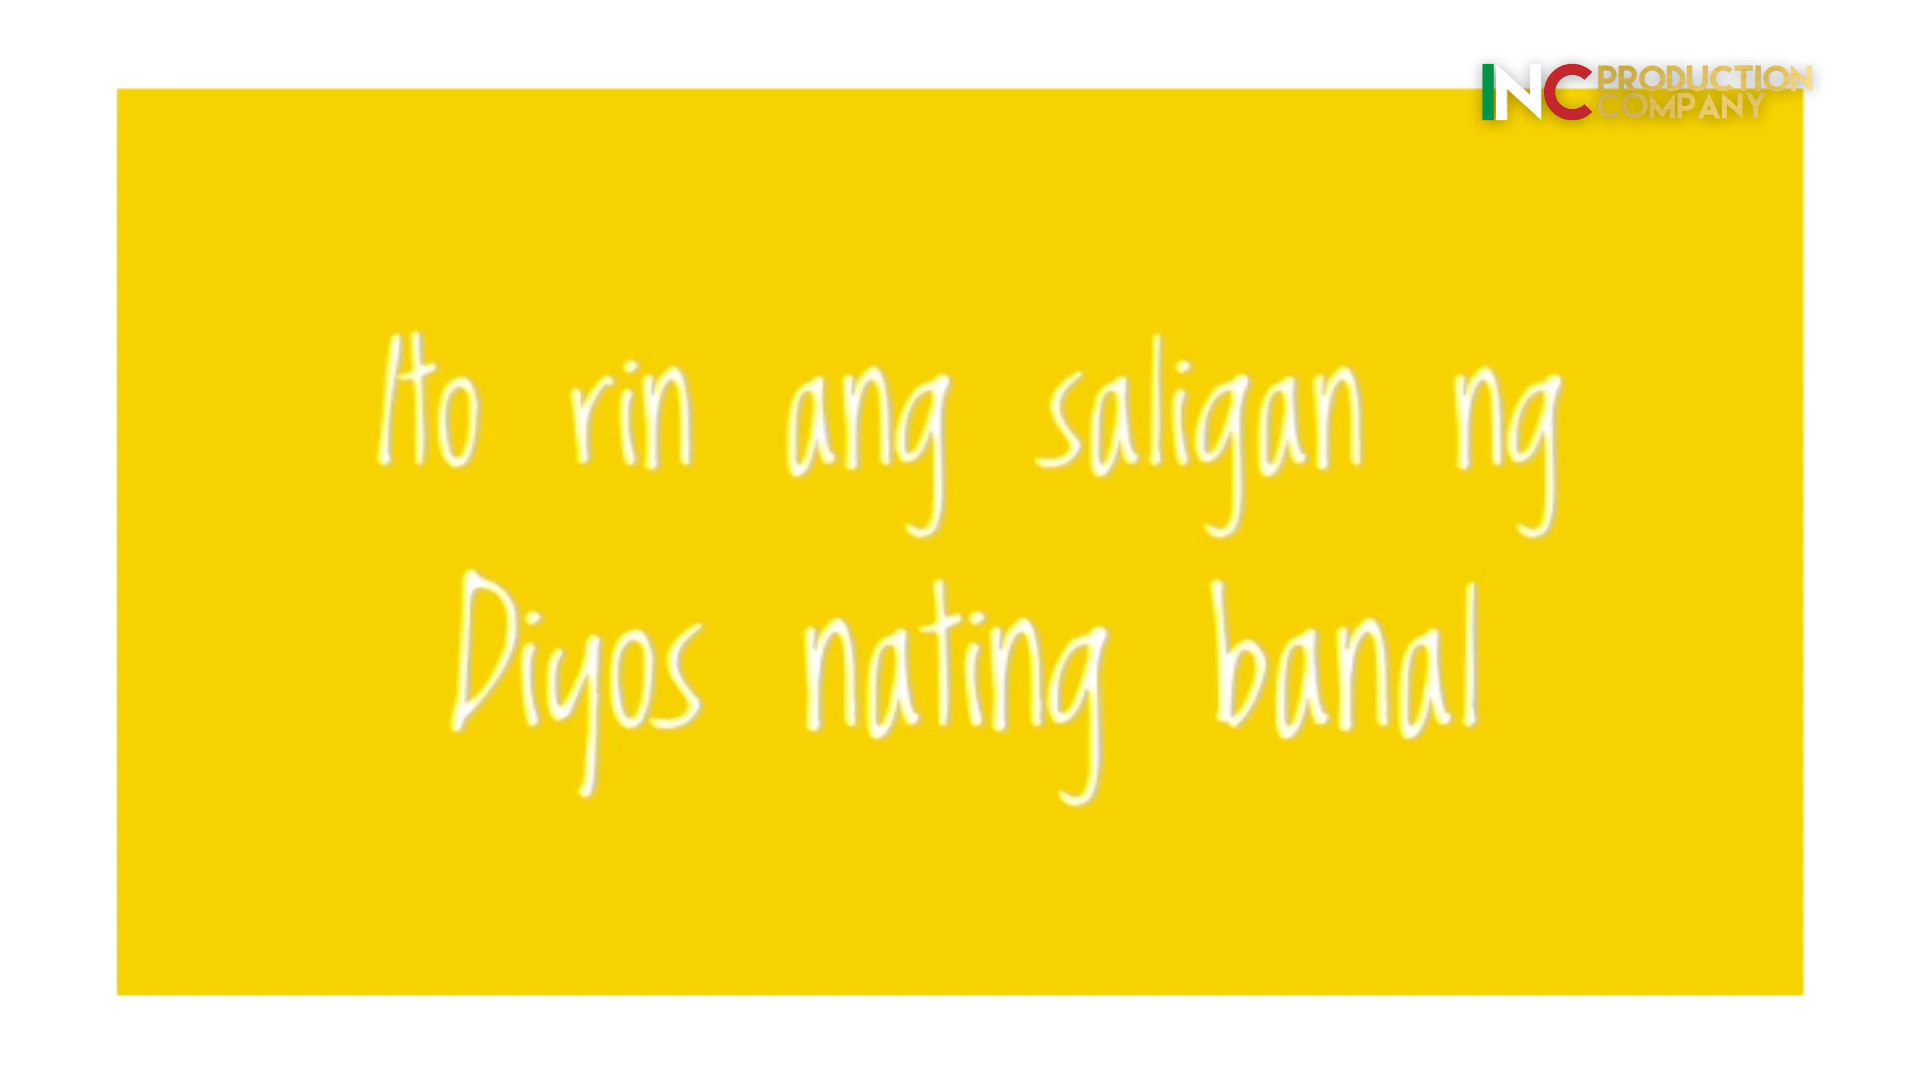 INC PRODUCTION
COMPANY
Ito rin ang saligan ng
Diyos nating banal